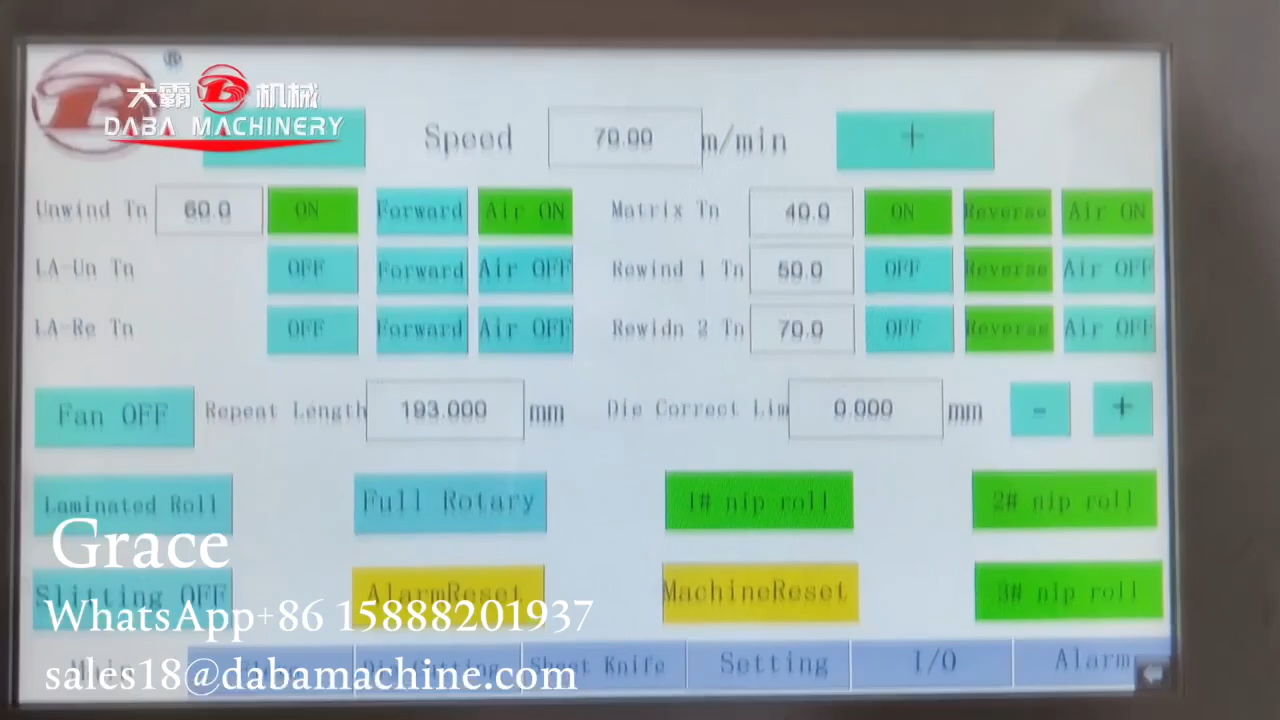 ®
大霸 机械
DABA MACHINERY
Speed 70.00 m/min +
Unwind Tn 60.0 ON Forward Air ON Matrix Tn 40.0 ON Reverse Air ON
LA-Un Tn OFF Forward Air OFF Rewind 1 Tn 50.0 OFF Reverse Air OFF
LA-Re Tn OFF Forward Air OFF Rewidn 2 Tn 70.0 OFF Reverse Air OFF
Fan OFF Repeat Length 193.000 mm Die Correct Lim 0.000 mm - +
Laminated Roll Full Rotary 1# nip roll 2# nip roll
Grace
Slitting OFF AlarmReset MachineReset 3# nip roll
WhatsApp+86 15888201937
Main Sheet Knife Setting I/O Alarm
sales18@dabamachine.com